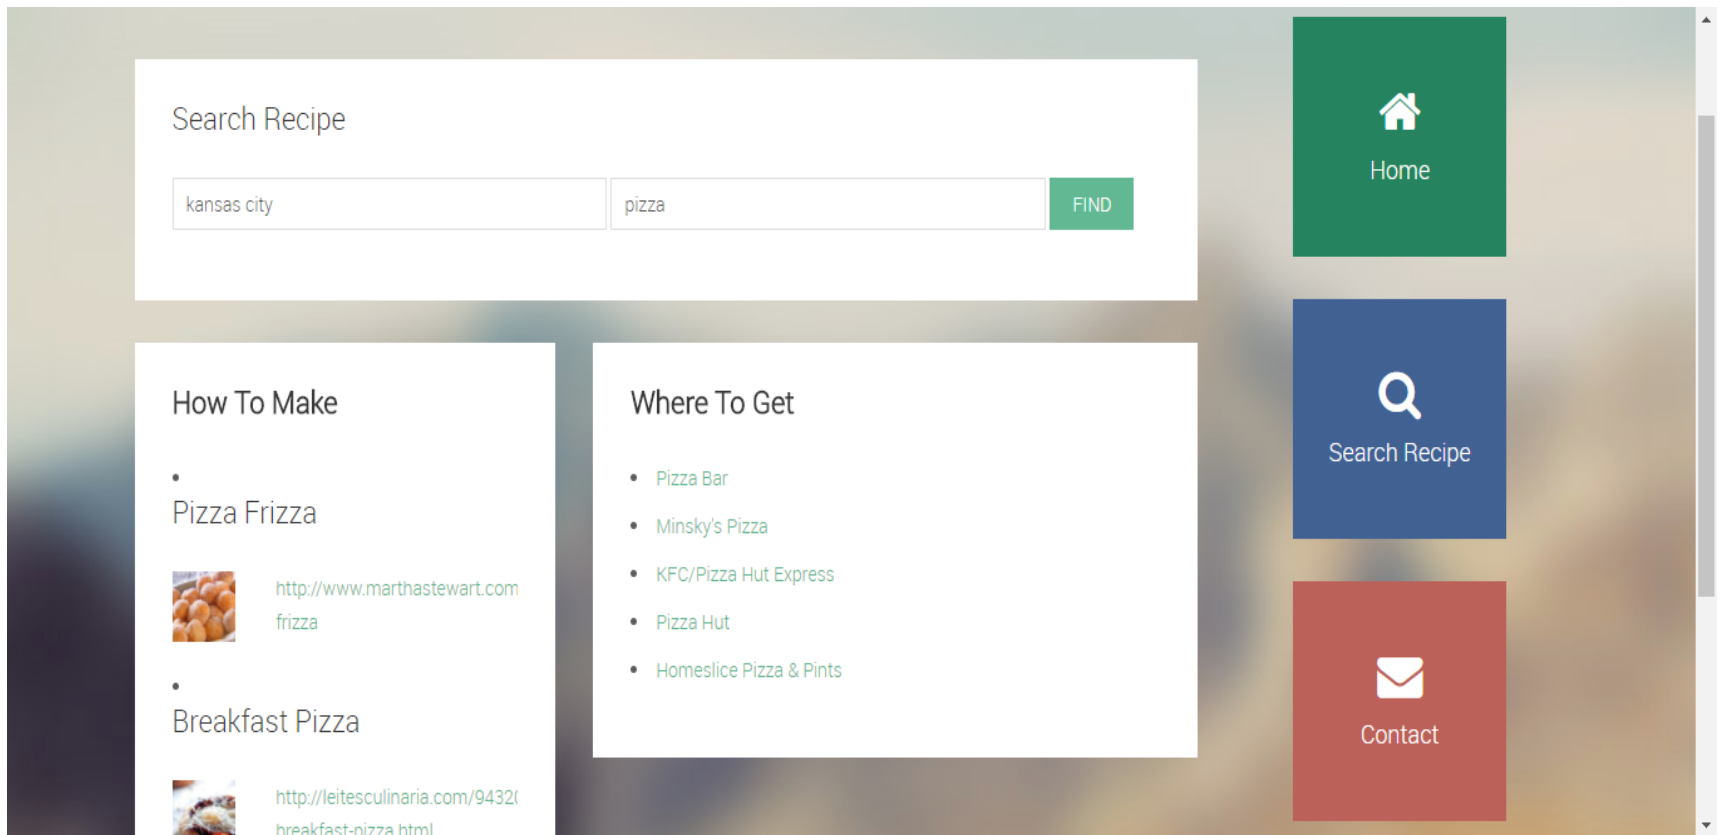 Search Recipe
kansas city
pizza
FIND
How To Make
Pizza Frizza
http://www.marthastewart.com
frizza
Breakfast Pizza
http://leitesculinaria.com/9432
breakfast-pizza.html
Where To Get
Pizza Bar
Minsky's Pizza
KFC/Pizza Hut Express
Pizza Hut
Homeslice Pizza & Pints
Home
Search Recipe
Contact